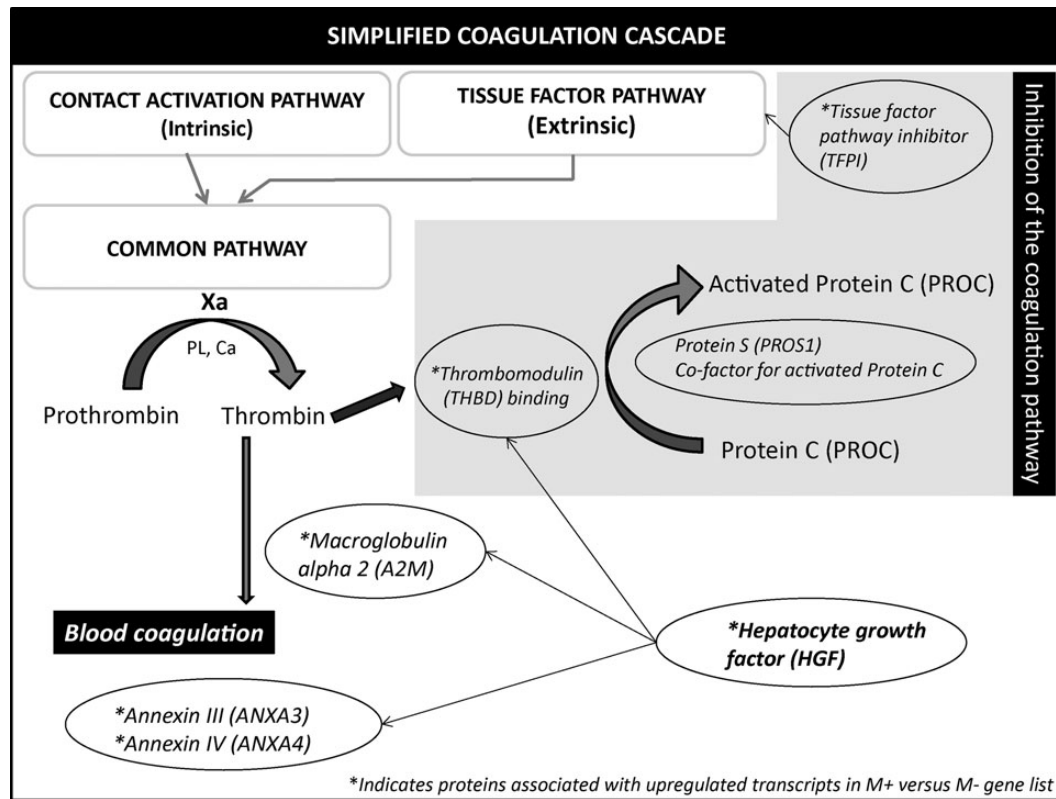 SIMPLIFIED COAGULATION CASCADE
CONTACT ACTIVATION PATHWAY
(Intrinsic)
TISSUE FACTOR PATHWAY
(Extrinsic)
*Tissue factor
pathway inhibitor
(TFPI)
Inhibition of the coagulation pathway
COMMON PATHWAY
Xa
PL, Ca
Prothrombin
Thrombin
*Thrombomodulin
(THBD) binding
Activated Protein C (PROC)
Protein S (PROS1)
Co-factor for activated Protein C
Protein C (PROC)
*Macroglobulin
alpha 2 (A2M)
Blood coagulation
*Hepatocyte growth
factor (HGF)
*Annexin III (ANXA3)
*Annexin IV (ANXA4)
*Indicates proteins associated with upregulated transcripts in M+ versus M- gene list